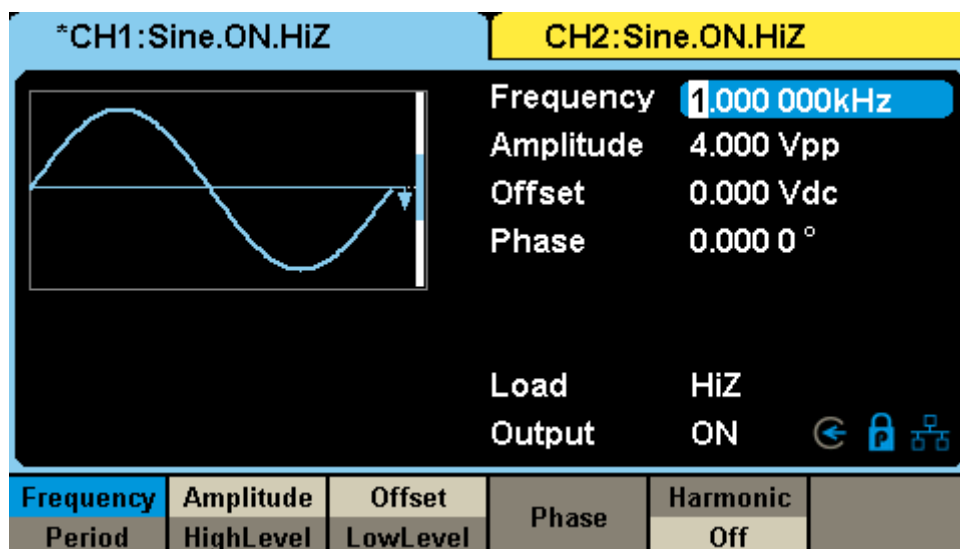 *CH1:Sine.ON.HiZ CH2:Sine.ON.HiZ
Frequency 1.000 000kHz
Amplitude 4.000 Vpp
Offset 0.000 Vdc
Phase 0.000 0 °
Load HiZ
Output ON
P
Frequency Amplitude Offset Phase Harmonic
Period HighLevel LowLevel Off